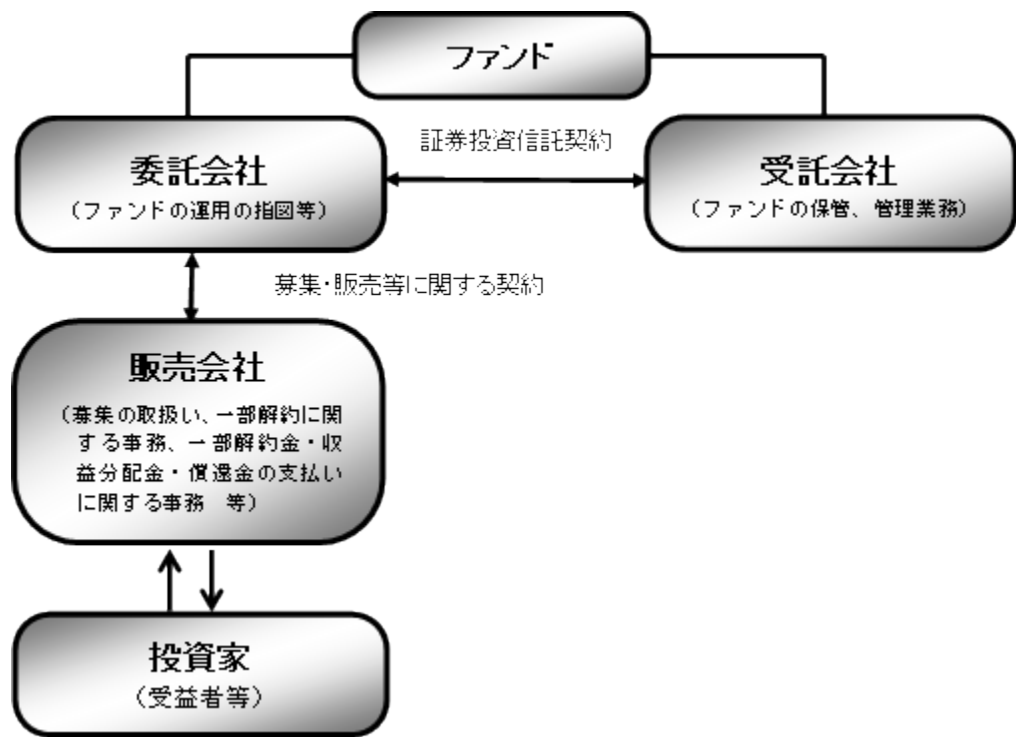 ファンド
証券投資信託契約
委託会社
（ファンドの運用の指図等）
受託会社
（ファンドの保管、管理業務）
募集・販売等に関する契約
販売会社
（募集の取扱い、一部解約に関
する事務、一部解約金・収
益分配金・償還金の支払い
に関する事務　等）
投資家
（受益者等）